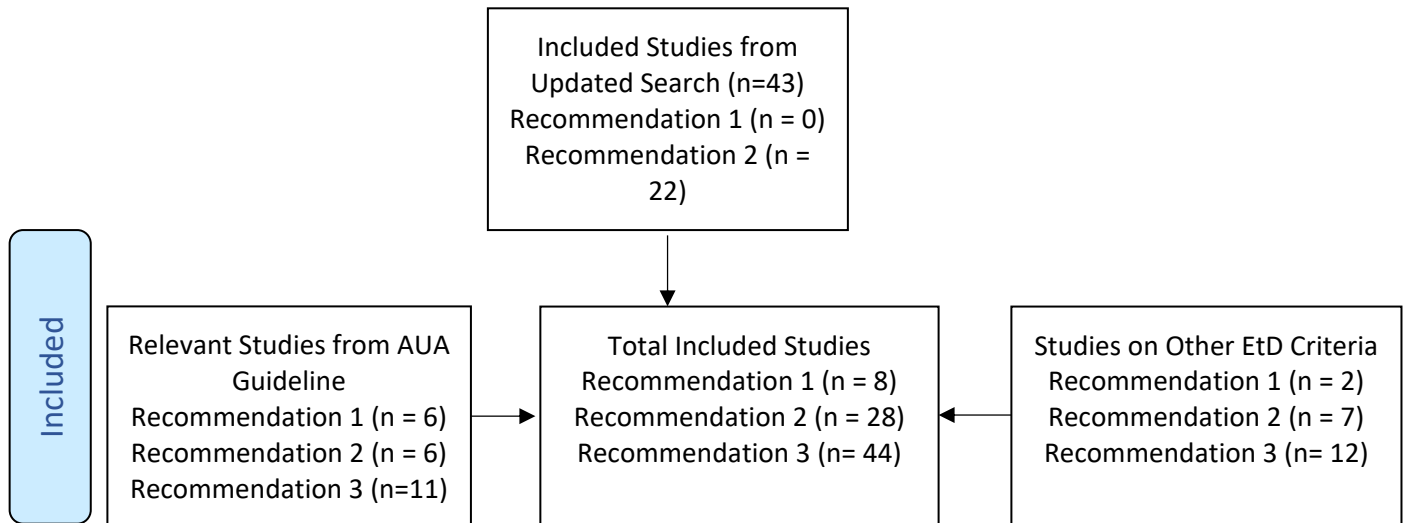 Included Studies from
Updated Search (n=43)
Recommendation 1 (n = 0)
Recommendation 2 (n =
22)
Included
Relevant Studies from AUA
Guideline
Recommendation 1 (n = 6)
Recommendation 2 (n = 6)
Recommendation 3 (n=11)
Total Included Studies
Recommendation 1 (n = 8)
Recommendation 2 (n = 28)
Recommendation 3 (n= 44)
Studies on Other EtD Criteria
Recommendation 1 (n = 2)
Recommendation 2 (n = 7)
Recommendation 3 (n= 12)